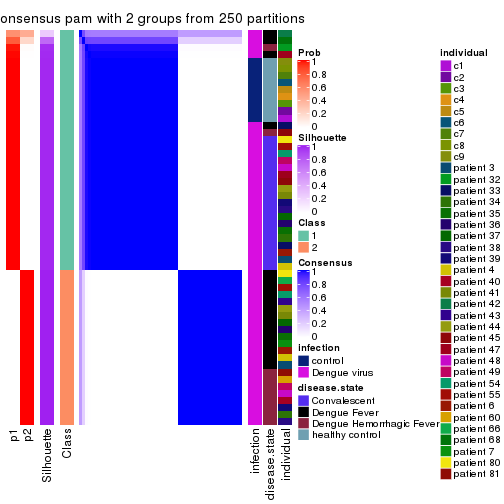 onsensus pam with 2 groups from 250 partitions
p1
p2
Silhouette
Class
infection
disease.state
individual
Prob
1
0.8
0.6
0.4
0.2
0
Silhouette
1
0.8
0.6
0.4
0.2
0
Class
1
2
Consensus
1
0.8
0.6
0.4
0.2
0
infection
control
Dengue virus
disease.state
Convalescent
Dengue Fever
Dengue Hemorrhagic Fever
healthy control
individual
c1
c2
c3
c4
c5
c6
c7
c8
c9
patient 3
patient 32
patient 33
patient 34
patient 35
patient 36
patient 37
patient 38
patient 39
patient 4
patient 40
patient 41
patient 42
patient 43
patient 44
patient 45
patient 47
patient 48
patient 49
patient 54
patient 55
patient 6
patient 60
patient 66
patient 68
patient 7
patient 80
patient 81